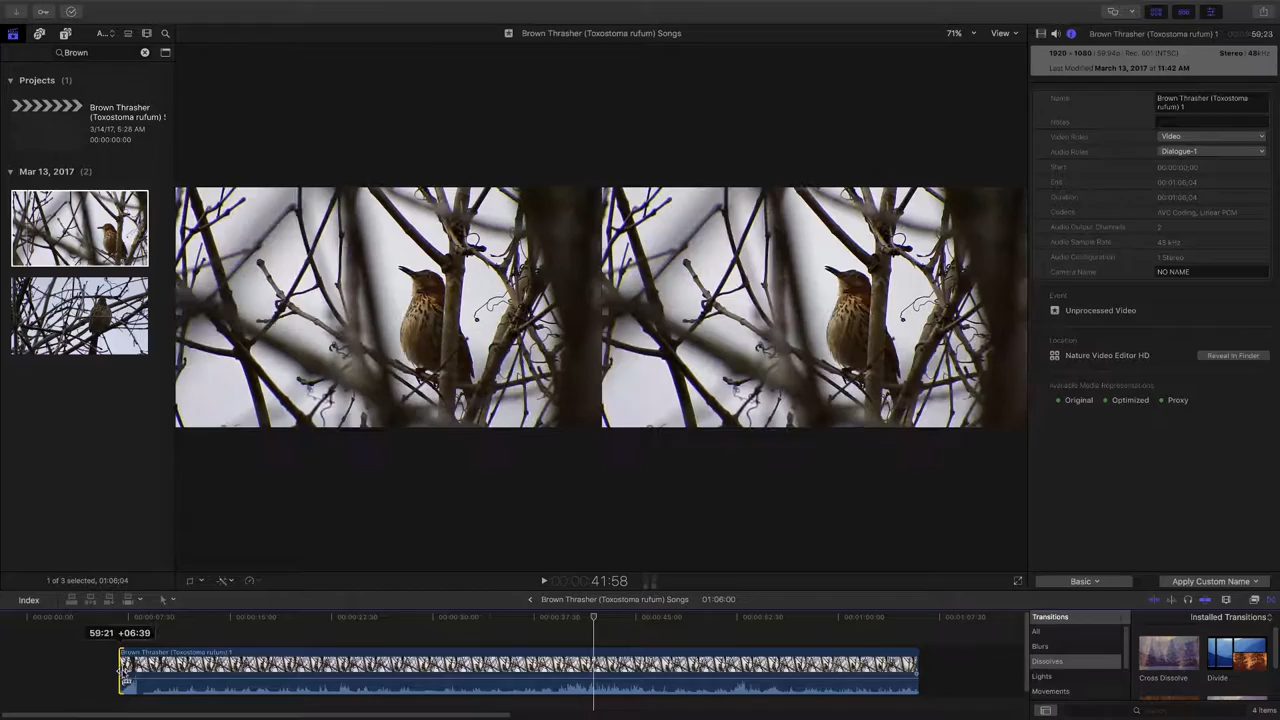 Brown Thrasher (Toxostoma rufum) Songs
71%
View
Brown Thrasher (Toxostoma rufum) 1
59;23
A...
Brown
1920 × 1080
Rec. 601 (NTSC)
Stereo
Last Modified March 13, 2017 at 11:42 AM
Projects (1)
Brown Thrasher
(Toxostoma rufum)
3/14/17, 5:28 AM
00:00:00:00
Name
Brown Thrasher (Toxostoma
rufum) 1
Notes
Video Roles
Video
Audio Roles
Dialogue-1
Start
00:00:00;00
End
00:01:06;04
Duration
00:01:06;04
Codecs
AVC Coding, Linear PCM
Audio Output Channels
2
Audio Sample Rate
48 kHz
Audio Configuration
1 Stereo
Camera Name
NO NAME
Mar 13, 2017 (2)
Event
Unprocessed Video
Location
Nature Video Editor HD
Reveal In Finder
Available Media Representations
Original
Optimized
Proxy
1 of 3 selected, 01:06;04
00:00:41:58
Basic
Apply Custom Name
Index
Brown Thrasher (Toxostoma rufum) Songs
01:06:00
00:00:00:00
00:00:07:30
00:00:15:00
00:00:22:30
00:00:30:00
00:00:37:30
00:00:45:00
00:00:52:30
00:01:00:00
00:01:07:30
59:21 +06:39
Brown Thrasher (Toxostoma rufum) 1
Transitions
Installed Transitions
All
Blurs
Dissolves
Lights
Movements
Cross Dissolve
Divide
4 items